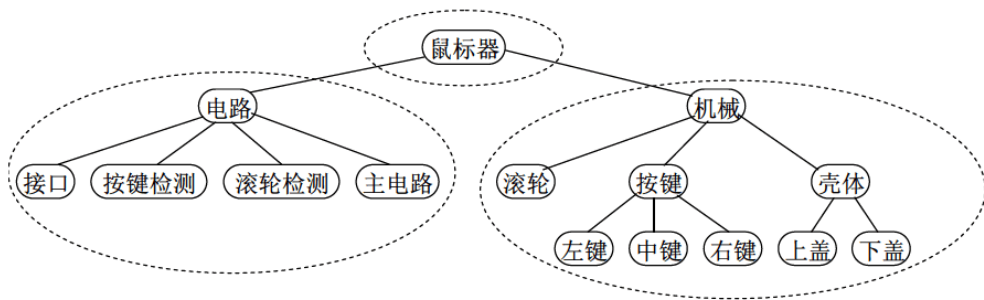 鼠标器
电路 机械
接口 按键检测 滚轮检测 主电路 滚轮 按键 壳体
左键 中键 右键 上盖 下盖